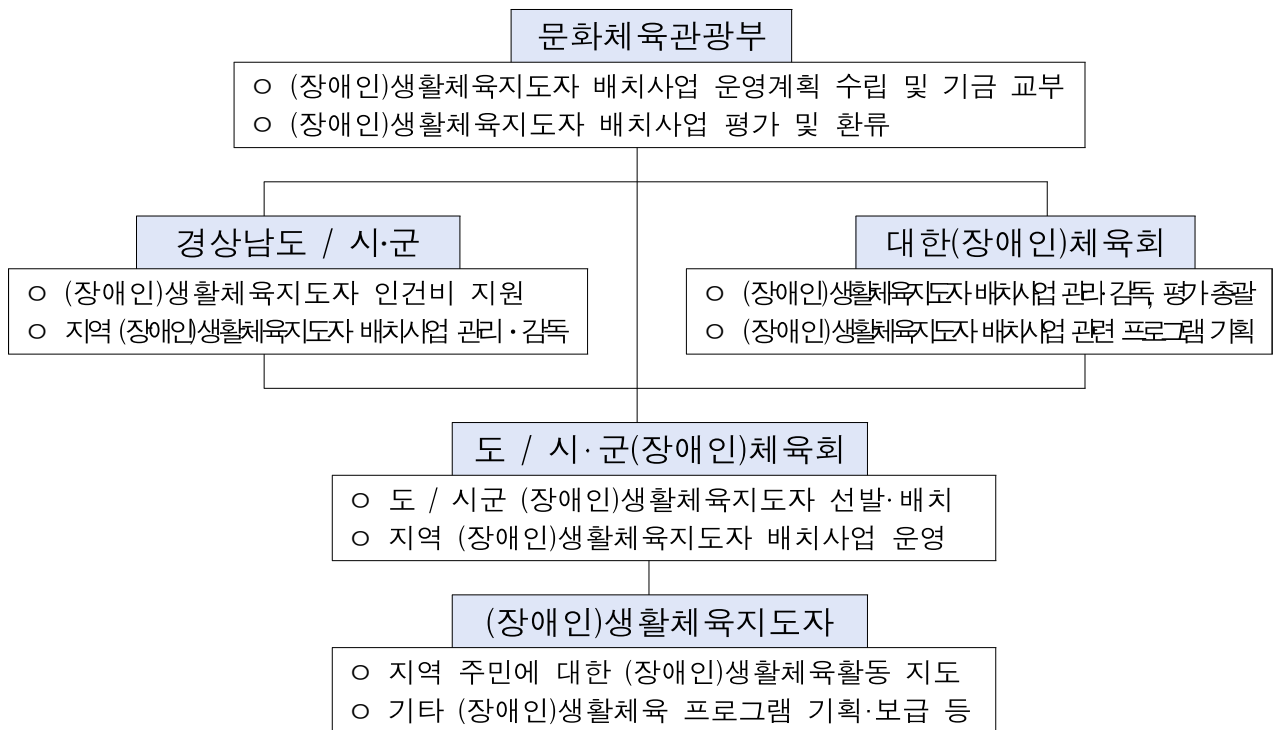 문화체육관광부
ㅇ (장애인)생활체육지도자 배치사업 운영계획 수립 및 기금 교부
ㅇ (장애인)생활체육지도자 배치사업 평가 및 환류
경상남도 / 시·군
ㅇ (장애인)생활체육지도자 인건비 지원
ㅇ 지역 (장애인)생활체육지도자 배치사업 관리·감독
대한(장애인)체육회
ㅇ (장애인)생활체육지도자 배치사업 관리·감독, 평가 총괄
ㅇ (장애인)생활체육지도자 배치사업 관련 프로그램 기획
도 / 시·군(장애인)체육회
ㅇ 도 / 시군 (장애인)생활체육지도자 선발·배치
ㅇ 지역 (장애인)생활체육지도자 배치사업 운영
(장애인)생활체육지도자
ㅇ 지역 주민에 대한 (장애인)생활체육활동 지도
ㅇ 기타 (장애인)생활체육 프로그램 기획·보급 등